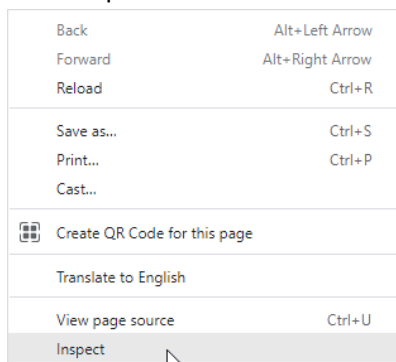 Back Alt+Left Arrow
Forward Alt+Right Arrow
Reload Ctrl+R
Save as... Ctrl+S
Print... Ctrl+P
Cast...
Create QR Code for this page
Translate to English
View page source Ctrl+U
Inspect